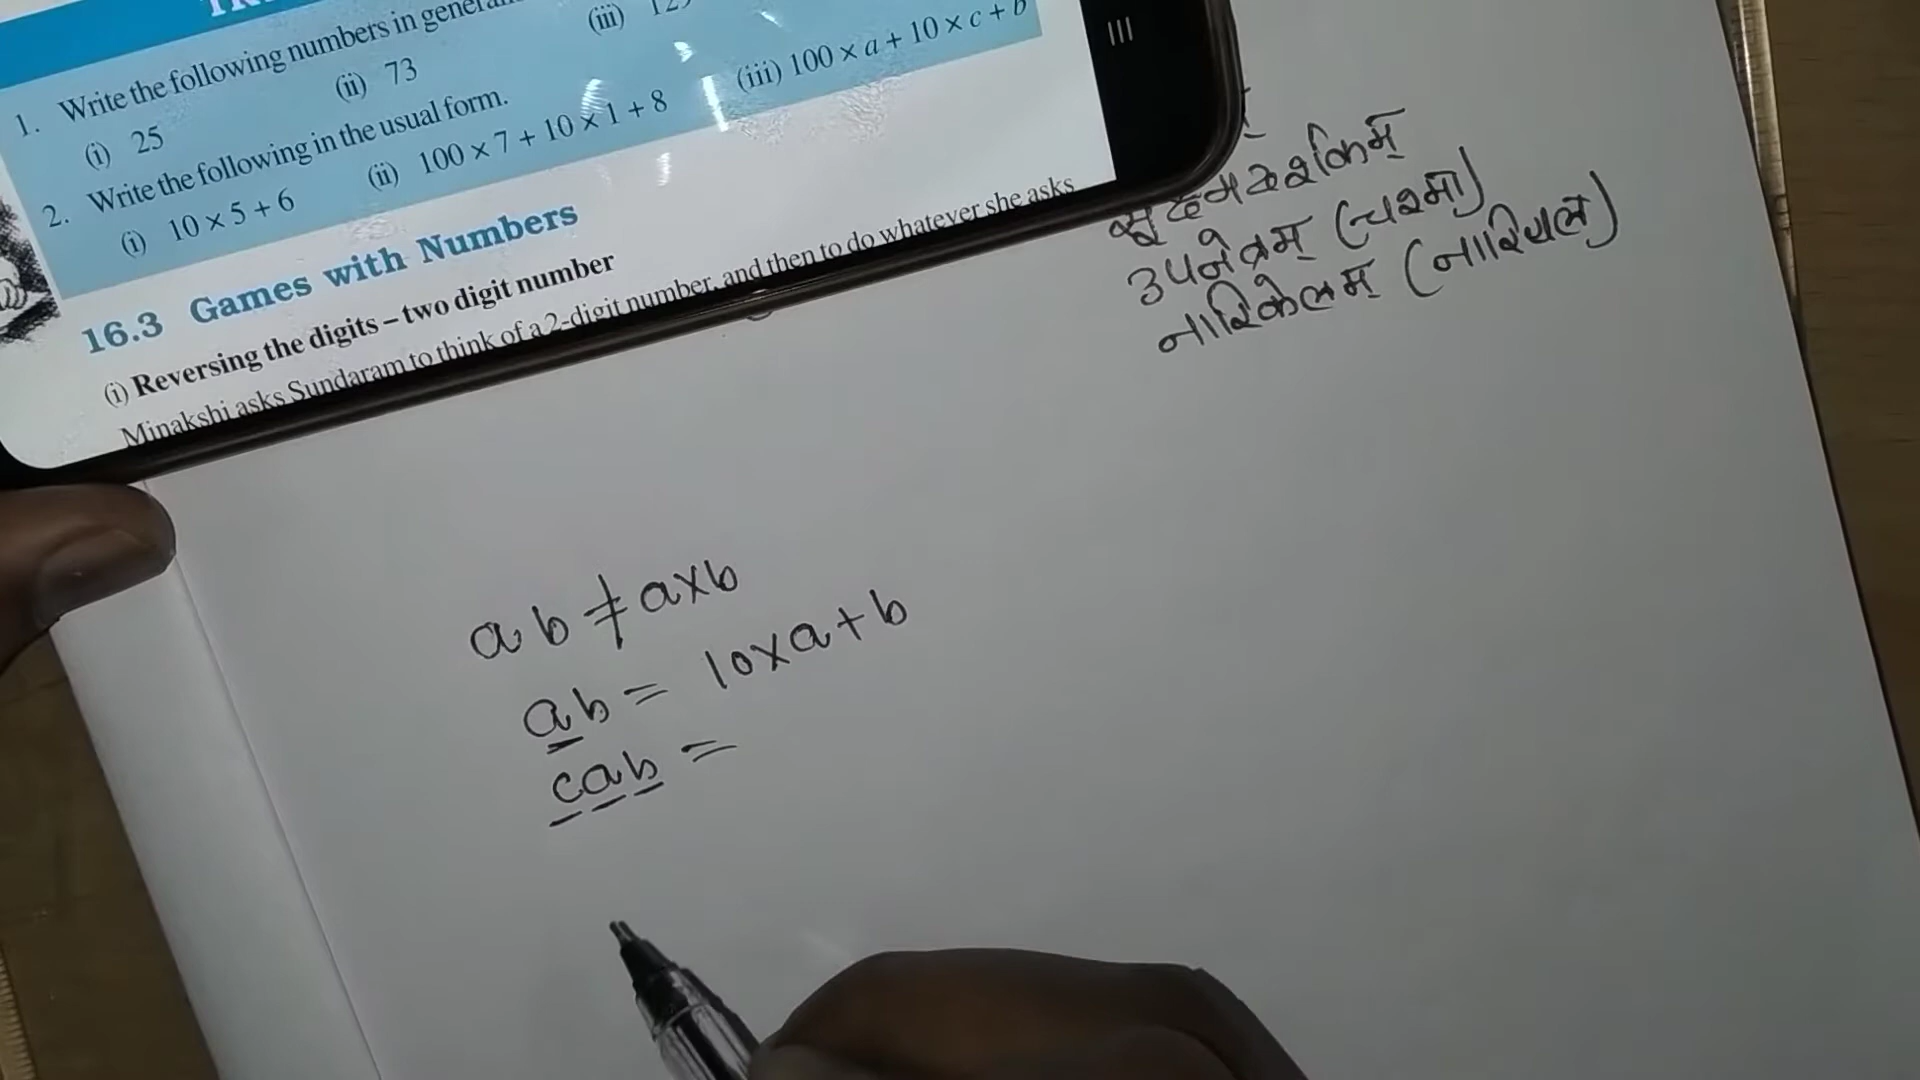 1. Write the following numbers in general
(i) 25 (ii) 73 (iii)
2. Write the following in the usual form.
(i) 10 × 5 + 6 (ii) 100 × 7 + 10 × 1 + 8 (iii) 100 × a + 10 × c + b
16.3 Games with Numbers
(i) Reversing the digits – two digit number
Minakshi asks Sundaram to think of a 2-digit number, and then to do whatever she asks
उपनेत्रम् (चश्मा)
नारिकेलम् (नारियल)
ab ≠ a×b
ab = 10×a+b
cab =